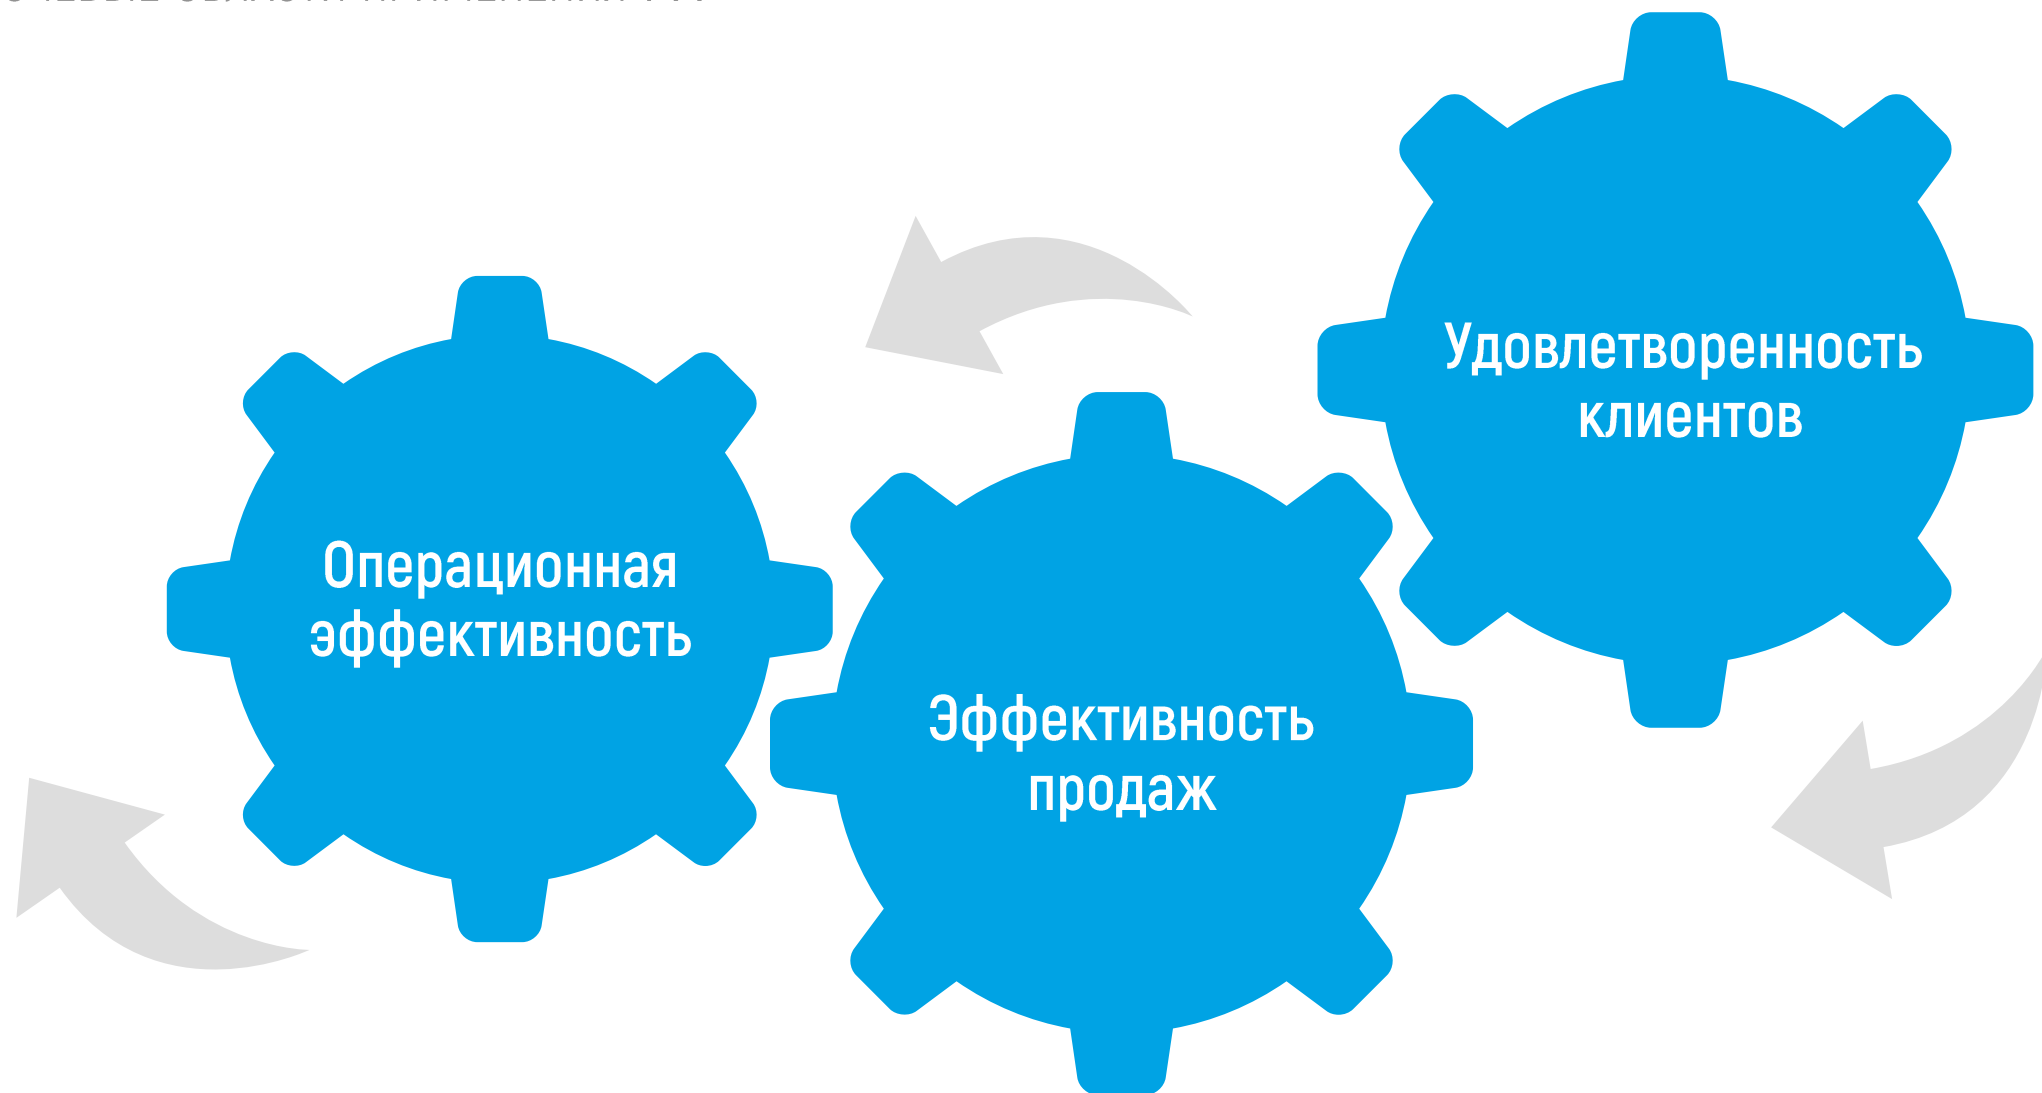 Операционная
эффективность
Эффективность
продаж
Удовлетворенность
клиентов